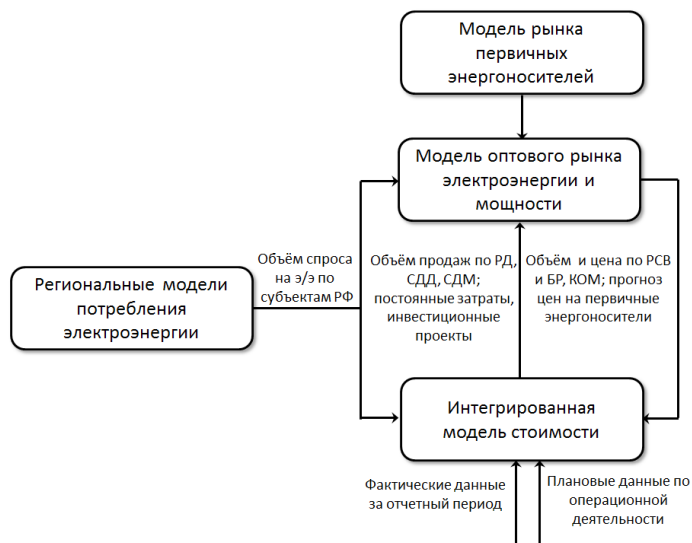 Модель рынка
первичных
энергоносителей
Модель оптового рынка
электроэнергии и
мощности
Объём спроса
на э/э по
субъектам РФ
Объём продаж по РД,
СДД, СДМ;
постоянные затраты,
инвестиционные
проекты
Объём и цена по РСВ
и БР, КОМ; прогноз
цен на первичные
энергоносители
Региональные модели
потребления
электроэнергии
Интегрированная
модель стоимости
Фактические данные
за отчетный период
Плановые данные по
операционной
деятельности